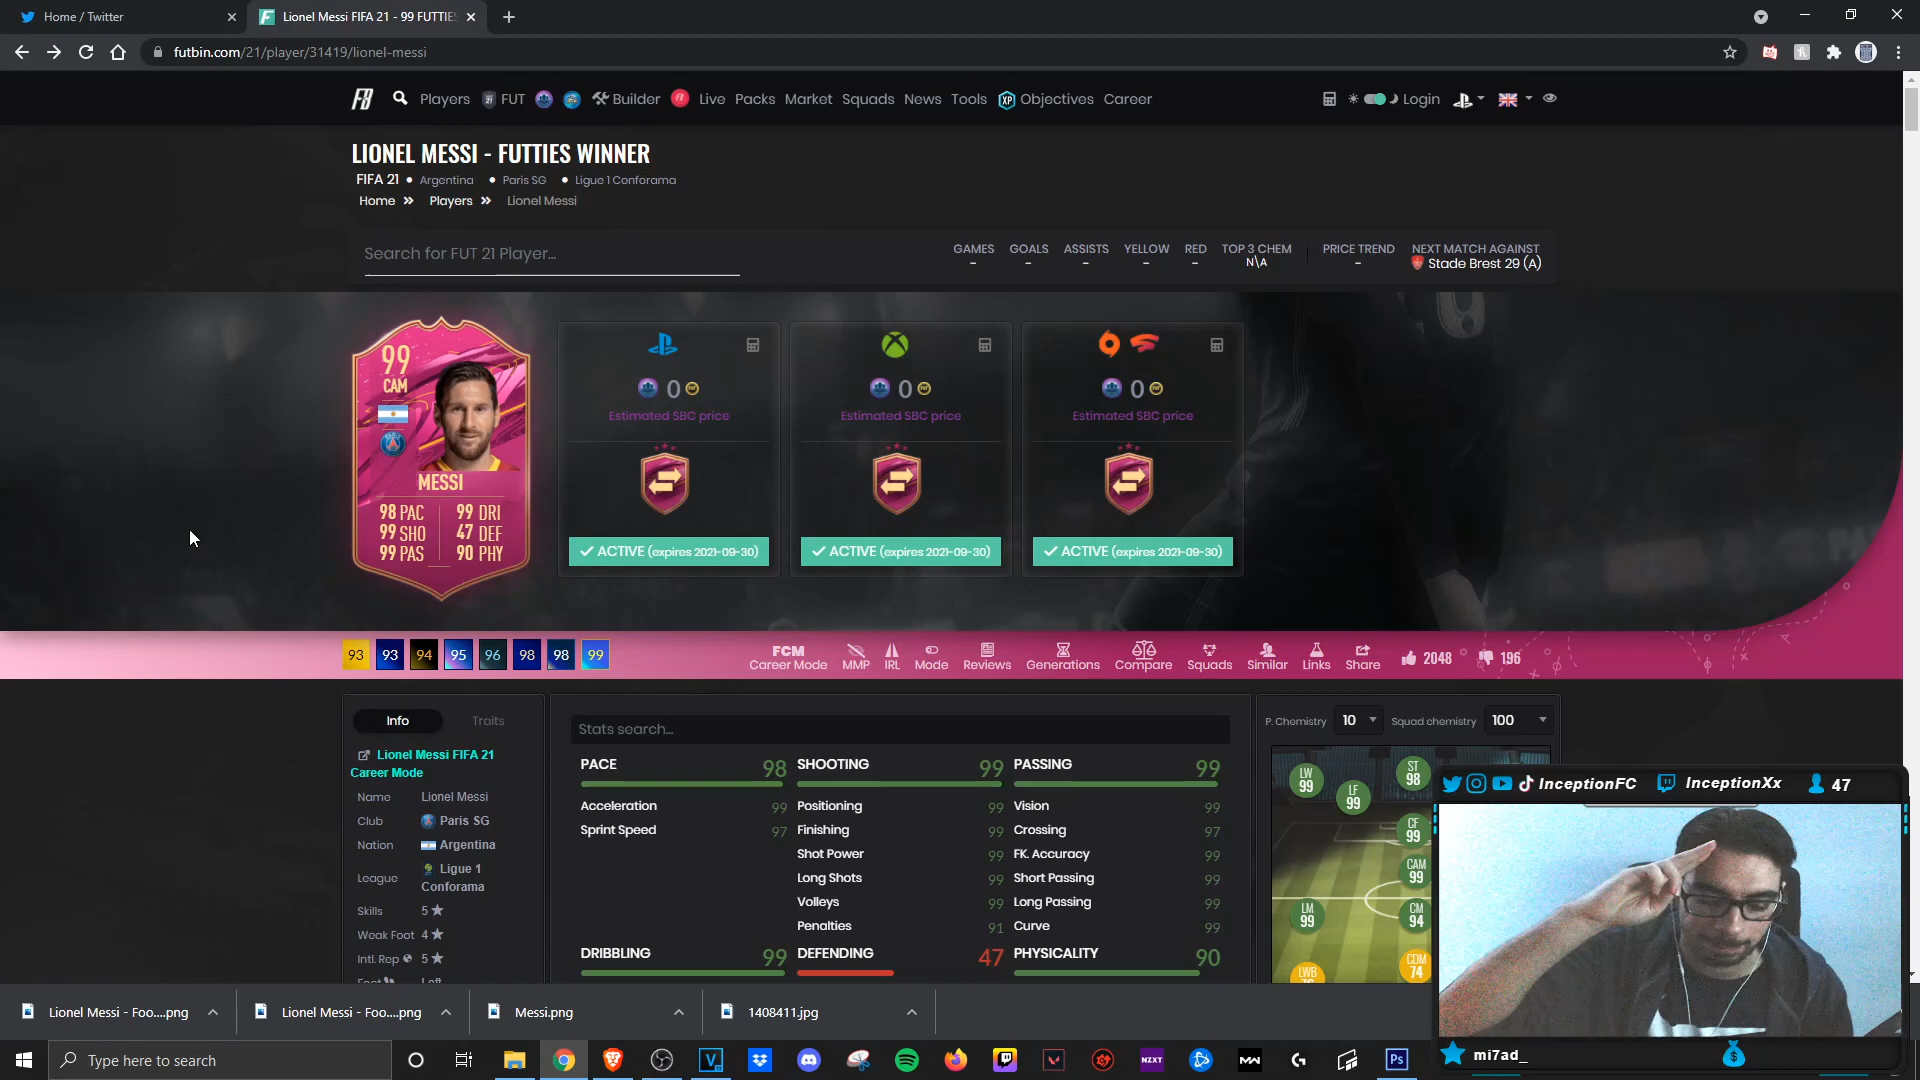 Home / Twitter
Lionel Messi FIFA 21 - 99 FUTTIES
futbin.com/21/player/31419/lionel-messi
Players FUT Builder Live Packs Market Squads News Tools XP Objectives Career Login
LIONEL MESSI - FUTTIES WINNER
FIFA 21 • Argentina • Paris SG • Ligue 1 Conforama
Home » Players » Lionel Messi
Search for FUT 21 Player...
GAMES GOALS ASSISTS YELLOW RED TOP 3 CHEM PRICE TREND NEXT MATCH AGAINST
- - - - - N\A - Stade Brest 29 (A)
99
CAM
MESSI
98 PAC 99 DRI
99 SHO 47 DEF
99 PAS 90 PHY
0 0 0
Estimated SBC price Estimated SBC price Estimated SBC price
ACTIVE (expires 2021-09-30) ACTIVE (expires 2021-09-30) ACTIVE (expires 2021-09-30)
93 93 94 95 96 98 98 99
FCM Career Mode MMP IRL Mode Reviews Generations Compare Squads Similar Links Share 2048 196
Info Traits
Lionel Messi FIFA 21
Career Mode
Name Lionel Messi
Club Paris SG
Nation Argentina
League Ligue 1 Conforama
Skills 5
Weak Foot 4
Intl. Rep 5
Foot Left
Stats search...
PACE 98 SHOOTING 99 PASSING 99
Acceleration 99 Positioning 99 Vision 99
Sprint Speed 97 Finishing 99 Crossing 97
Shot Power 99 FK. Accuracy 99
Long Shots 99 Short Passing 99
Volleys 99 Long Passing 99
Penalties 91 Curve 99
DRIBBLING 99 DEFENDING 47 PHYSICALITY 90
P. Chemistry 10 Squad chemistry 100
LW 99
LF 99
ST 98
CF 99
CAM 99
LM 99
CM 94
CDM 74
LWB
InceptionFC InceptionXx 47
mi7ad_
Lionel Messi - Foo....png
Lionel Messi - Foo....png
Messi.png
1408411.jpg
Type here to search
NZXT
MW
Ps